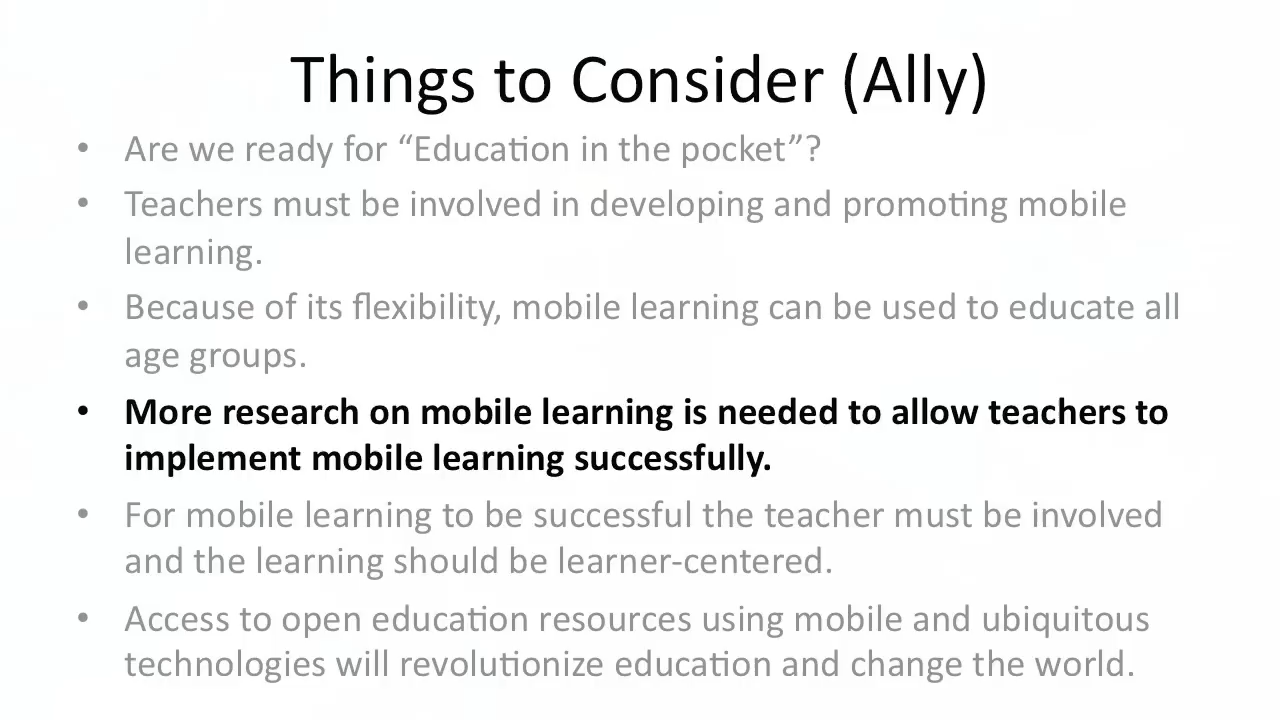 Things to Consider (Ally)
• Are we ready for “Education in the pocket”?
• Teachers must be involved in developing and promoting mobile
learning.
• Because of its flexibility, mobile learning can be used to educate all
age groups.
• More research on mobile learning is needed to allow teachers to
implement mobile learning successfully.
• For mobile learning to be successful the teacher must be involved
and the learning should be learner-centered.
• Access to open education resources using mobile and ubiquitous
technologies will revolutionize education and change the world.